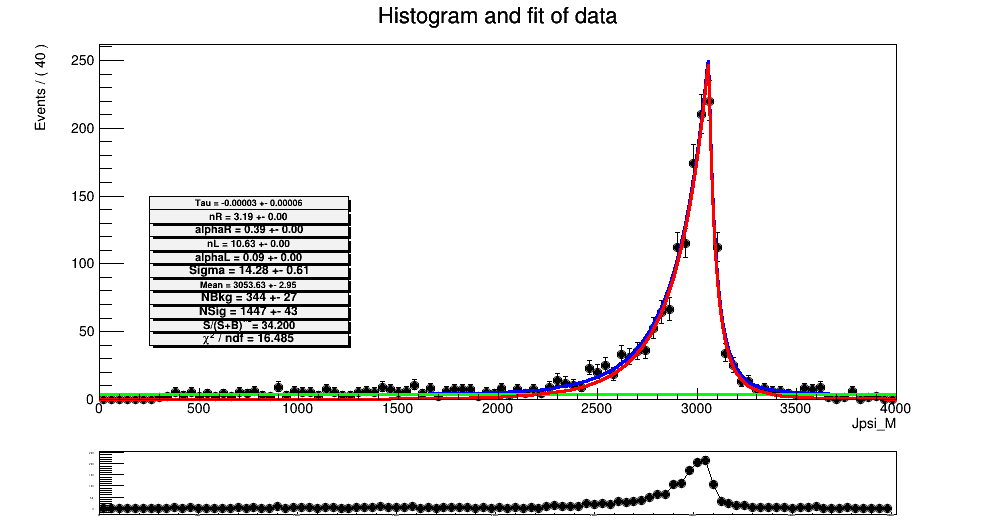 Histogram and fit of data
Events / ( 40 )
250
200
150
100
50
0
Tau = -0.00003 +- 0.00006
nR = 3.19 +- 0.00
alphaR = 0.39 +- 0.00
nL = 10.63 +- 0.00
alphaL = 0.09 +- 0.00
Sigma = 14.28 +- 0.61
Mean = 3053.63 +- 2.95
NBkg = 344 +- 27
NSig = 1447 +- 43
S/(S+B) = 34.200
χ² / ndf = 16.485
0 500 1000 1500 2000 2500 3000 3500 4000
Jpsi_M